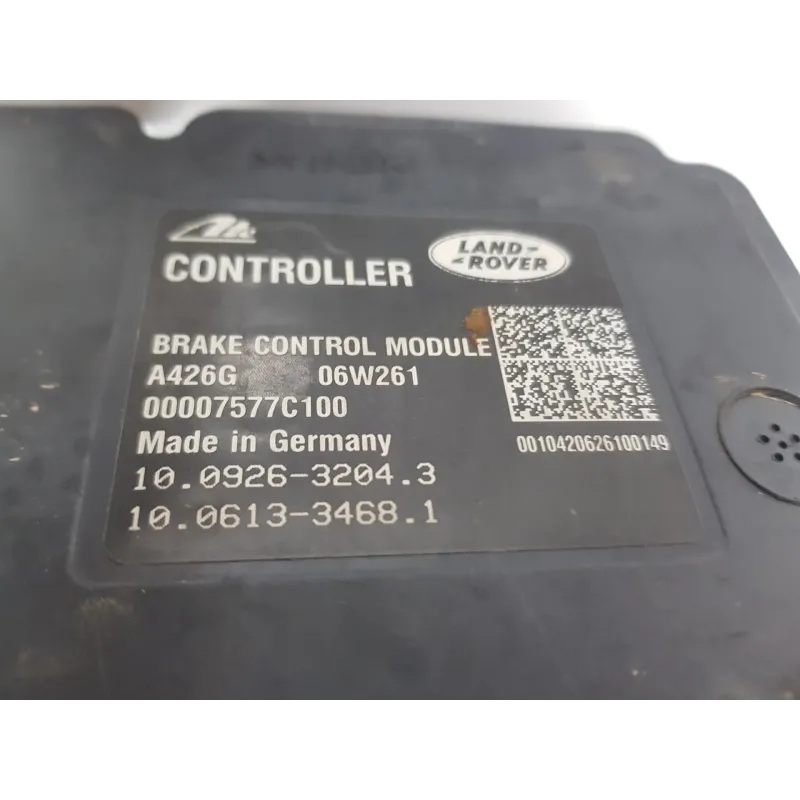 Ate
LAND-
-ROVER
CONTROLLER
BRAKE CONTROL MODULE
A426G 06W261
00007577C100
Made in Germany
0010420626100149
10.0926-3204.3
10.0613-3468.1